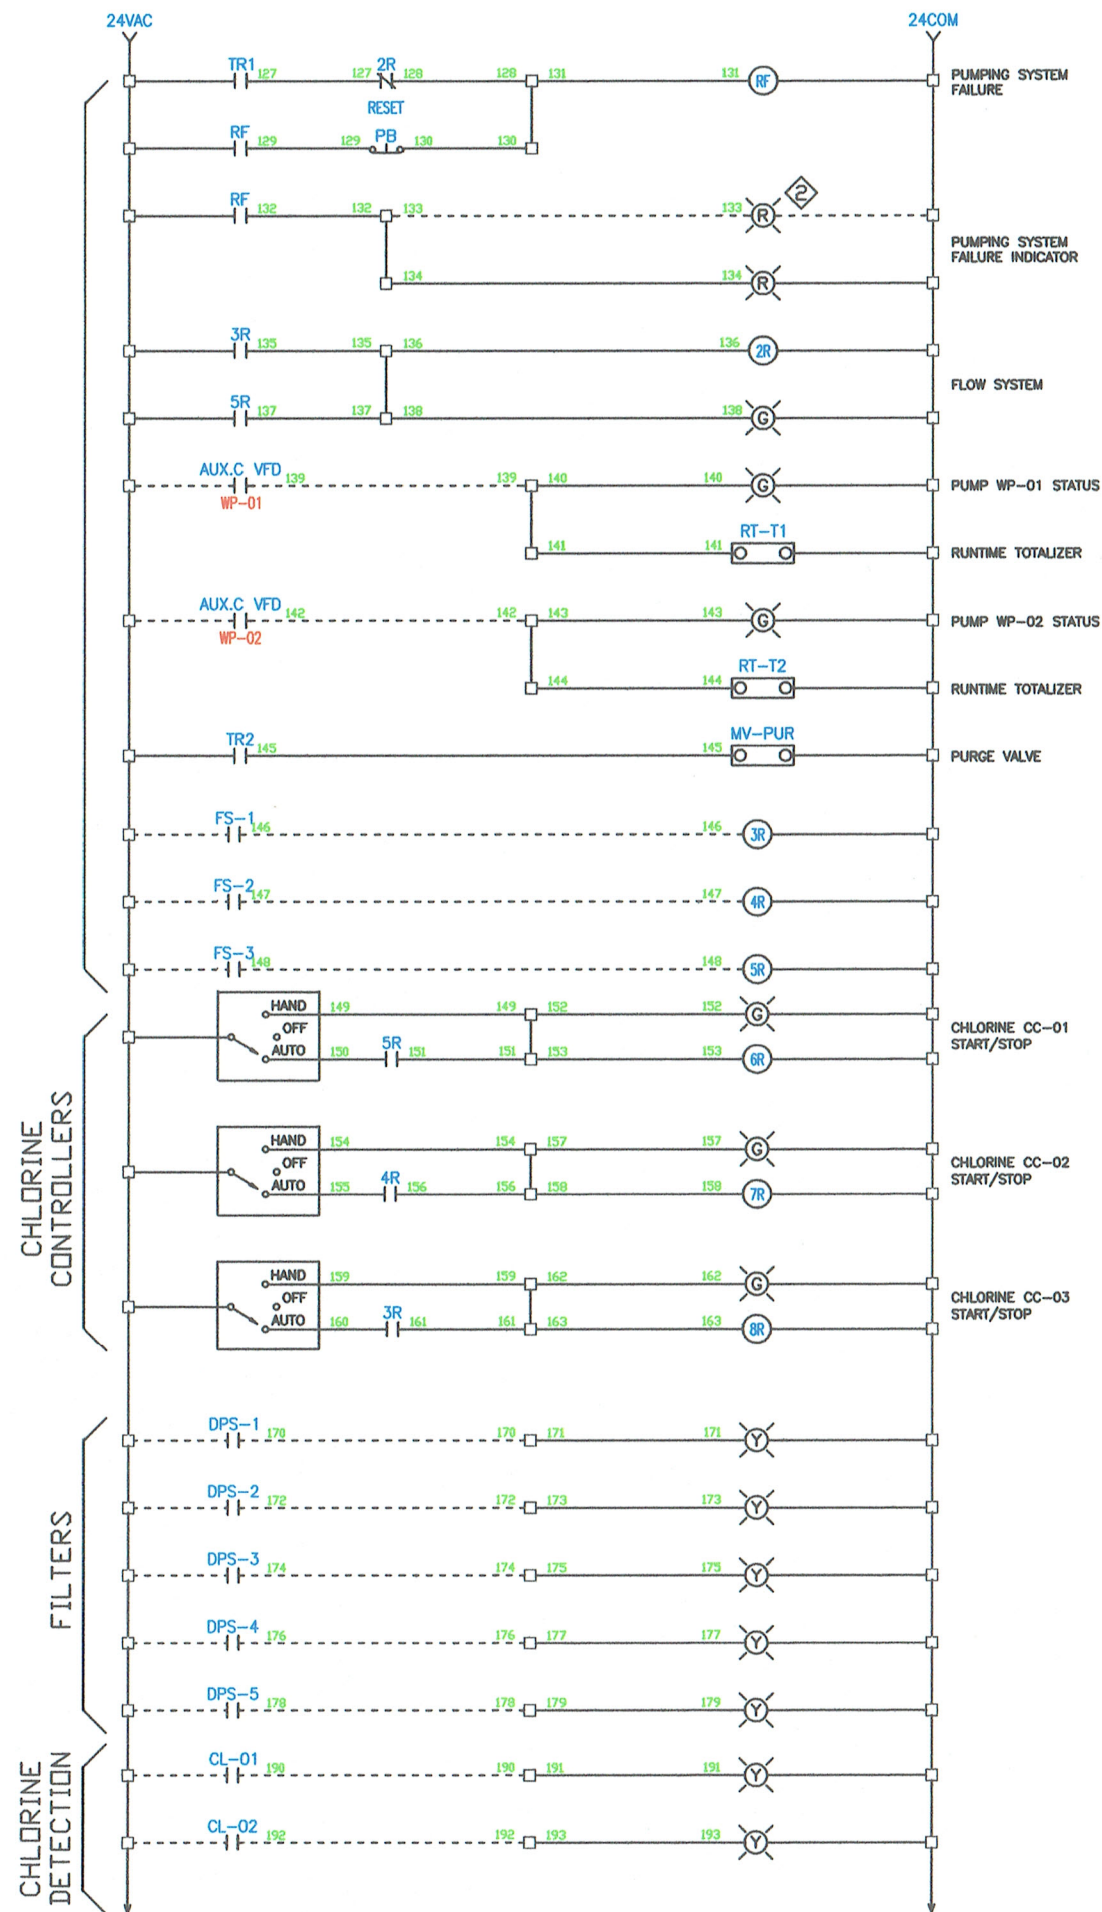 24VAC 24COM
TR1 127 127 2R 128 128 131 131 RF PUMPING SYSTEM
FAILURE
RESET
RF 129 129 PB 130 130
RF 132 132 133 133 R 2
PUMPING SYSTEM
FAILURE INDICATOR
134 134 R
3R 135 135 136 136 2R
FLOW SYSTEM
5R 137 137 138 138 G
AUX.C VFD 139 139 140 140 G PUMP WP-01 STATUS
WP-01
RT-T1
141 141 RUNTIME TOTALIZER
AUX.C VFD 142 142 143 143 G PUMP WP-02 STATUS
WP-02
RT-T2
144 144 RUNTIME TOTALIZER
TR2 145 145 MV-PUR PURGE VALVE
FS-1 146 146 3R
FS-2 147 147 4R
FS-3 148 148 5R
HAND 149 149 152 152 G
OFF CHLORINE CC-01
START/STOP
AUTO 150 5R 151 151 153 153 6R
HAND 154 154 157 157 G
OFF CHLORINE CC-02
START/STOP
AUTO 155 4R 156 156 158 158 7R
HAND 159 159 162 162 G
OFF CHLORINE CC-03
START/STOP
AUTO 160 3R 161 161 163 163 8R
CHLORINE
CONTROLLERS
DPS-1 170 170 171 171 Y
DPS-2 172 172 173 173 Y
DPS-3 174 174 175 175 Y
DPS-4 176 176 177 177 Y
DPS-5 178 178 179 179 Y
FILTERS
CL-01 190 190 191 191 Y
CL-02 192 192 193 193 Y
CHLORINE
DETECTION